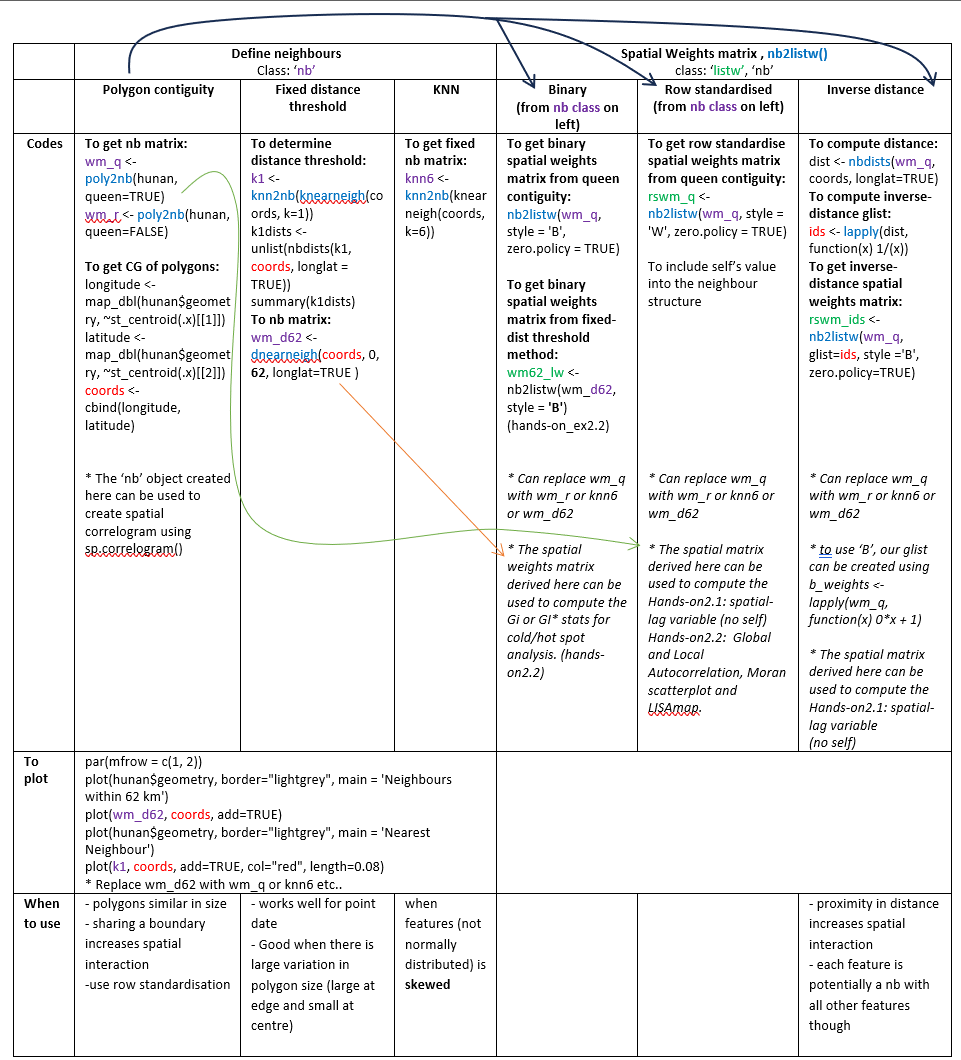 Define neighbours
Class: ‘nb’
Spatial Weights matrix , nb2listw()
class: ‘listw’, ‘nb’
Polygon contiguity
Fixed distance
threshold
KNN
Binary
(from nb class on
left)
Row standardised
(from nb class on left)
Inverse distance
Codes
To get nb matrix:
wm_q <-
poly2nb(hunan,
queen=TRUE)
wm_r <- poly2nb(hunan,
queen=FALSE)
To get CG of polygons:
longitude <-
map_dbl(hunan$geomet
ry, ~st_centroid(.x)[[1]])
latitude <-
map_dbl(hunan$geomet
ry, ~st_centroid(.x)[[2]])
coords <-
cbind(longitude,
latitude)
* The ‘nb’ object created
here can be used to
create spatial
correlogram using
sp.correlogram()
To determine
distance threshold:
k1 <-
knn2nb(knearneigh(co
ords, k=1))
k1dists <-
unlist(nbdists(k1,
coords, longlat =
TRUE))
summary(k1dists)
To nb matrix:
wm_d62 <-
dnearneigh(coords, 0,
62, longlat=TRUE )
To get fixed
nb matrix:
knn6 <-
knn2nb(knear
neigh(coords,
k=6))
To get binary
spatial weights
matrix from queen
contiguity:
nb2listw(wm_q,
style = 'B',
zero.policy = TRUE)
To get binary
spatial weights
matrix from fixed-
dist threshold
method:
wm62_lw <-
nb2listw(wm_d62,
style = 'B')
(hands-on_ex2.2)
* Can replace wm_q
with wm_r or knn6
or wm_d62
* The spatial
weights matrix
derived here can be
used to compute the
Gi or GI* stats for
cold/hot spot
analysis. (hands-
on2.2)
To get row standardise
spatial weights matrix
from queen contiguity:
rswm_q <-
nb2listw(wm_q, style =
'W', zero.policy = TRUE)
To include self’s value
into the neighbour
structure
* Can replace wm_q
with wm_r or knn6 or
wm_d62
* The spatial matrix
derived here can be
used to compute the
Hands-on2.1: spatial-
lag variable (no self)
Hands-on2.2:  Global
and Local
Autocorrelation, Moran
scatterplot and
LISAmap.
To compute distance:
dist <- nbdists(wm_q,
coords, longlat=TRUE)
To compute inverse-
distance glist:
ids <- lapply(dist,
function(x) 1/(x))
To get inverse-
distance spatial
weights matrix:
rswm_ids <-
nb2listw(wm_q,
glist=ids, style ='B',
zero.policy=TRUE)
* Can replace wm_q
with wm_r or knn6 or
wm_d62
* to use ‘B’, our glist
can be created using
b_weights <-
lapply(wm_q,
function(x) 0*x + 1)
* The spatial matrix
derived here can be
used to compute the
Hands-on2.1: spatial-
lag variable
(no self)
To
plot
par(mfrow = c(1, 2))
plot(hunan$geometry, border="lightgrey", main = 'Neighbours
within 62 km')
plot(wm_d62, coords, add=TRUE)
plot(hunan$geometry, border="lightgrey", main = 'Nearest
Neighbour')
plot(k1, coords, add=TRUE, col="red", length=0.08)
* Replace wm_d62 with wm_q or knn6 etc..
When
to use
- polygons similar in size
- sharing a boundary
increases spatial
interaction
-use row standardisation
- works well for point
date
- Good when there is
large variation in
polygon size (large at
edge and small at
centre)
when
features (not
normally
distributed) is
skewed
- proximity in distance
increases spatial
interaction
- each feature is
potentially a nb with
all other features
though